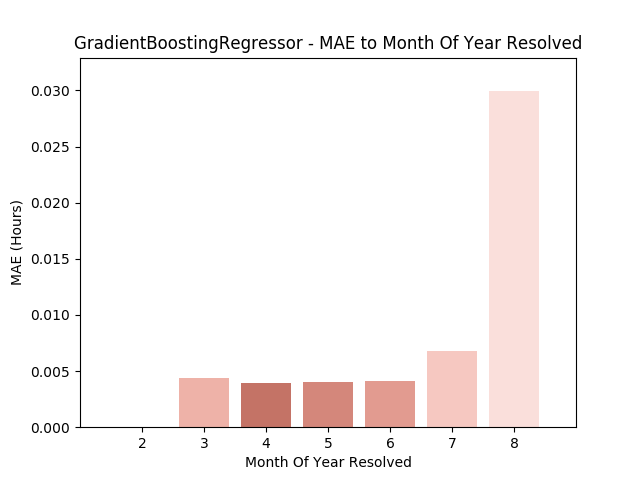 GradientBoostingRegressor - MAE to Month Of Year Resolved
0.030
0.025
0.020
0.015
0.010
0.005
0.000
MAE (Hours)
2 3 4 5 6 7 8
Month Of Year Resolved